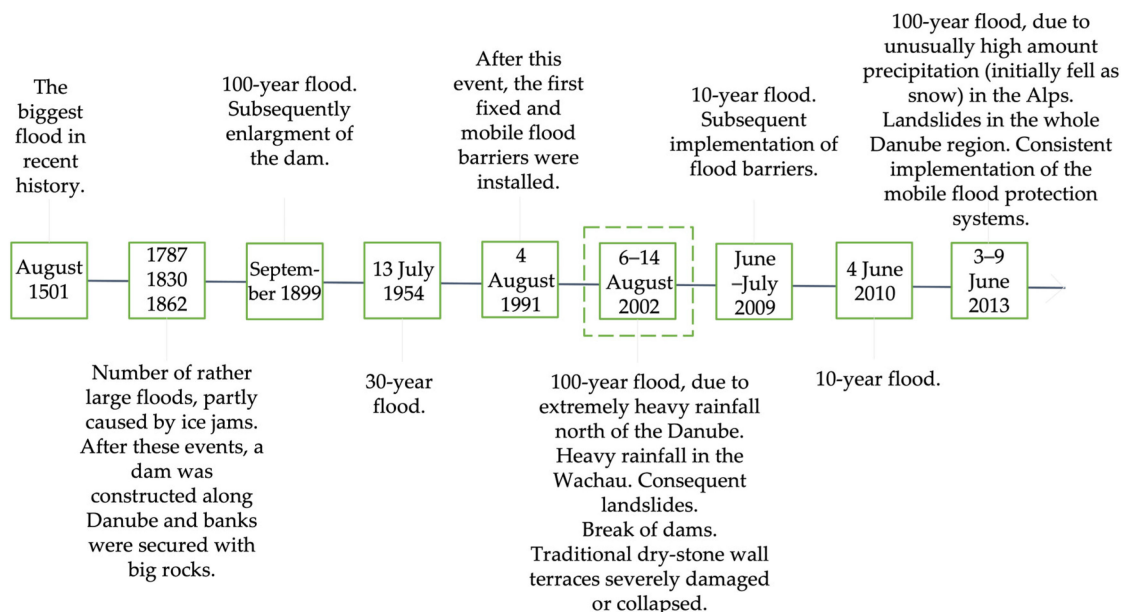 The
biggest
flood in
recent
history.
August
1501
1787
1830
1862
Number of rather
large floods, partly
caused by ice jams.
After these events, a
dam was
constructed along
Danube and banks
were secured with
big rocks.
100-year flood.
Subsequently
enlargment of
the dam.
Septem-
ber 1899
13 July
1954
30-year
flood.
After this
event, the first
fixed and
mobile flood
barriers were
installed.
4
August
1991
6–14
August
2002
100-year flood, due to
extremely heavy rainfall
north of the Danube.
Heavy rainfall in the
Wachau. Consequent
landslides.
Break of dams.
Traditional dry-stone wall
terraces severely damaged
or collapsed.
10-year flood.
Subsequent
implementation of
flood barriers.
June
–July
2009
4 June
2010
10-year flood.
100-year flood, due to
unusually high amount
precipitation (initially fell as
snow) in the Alps.
Landslides in the whole
Danube region. Consistent
implementation of the
mobile flood protection
systems.
3–9
June
2013